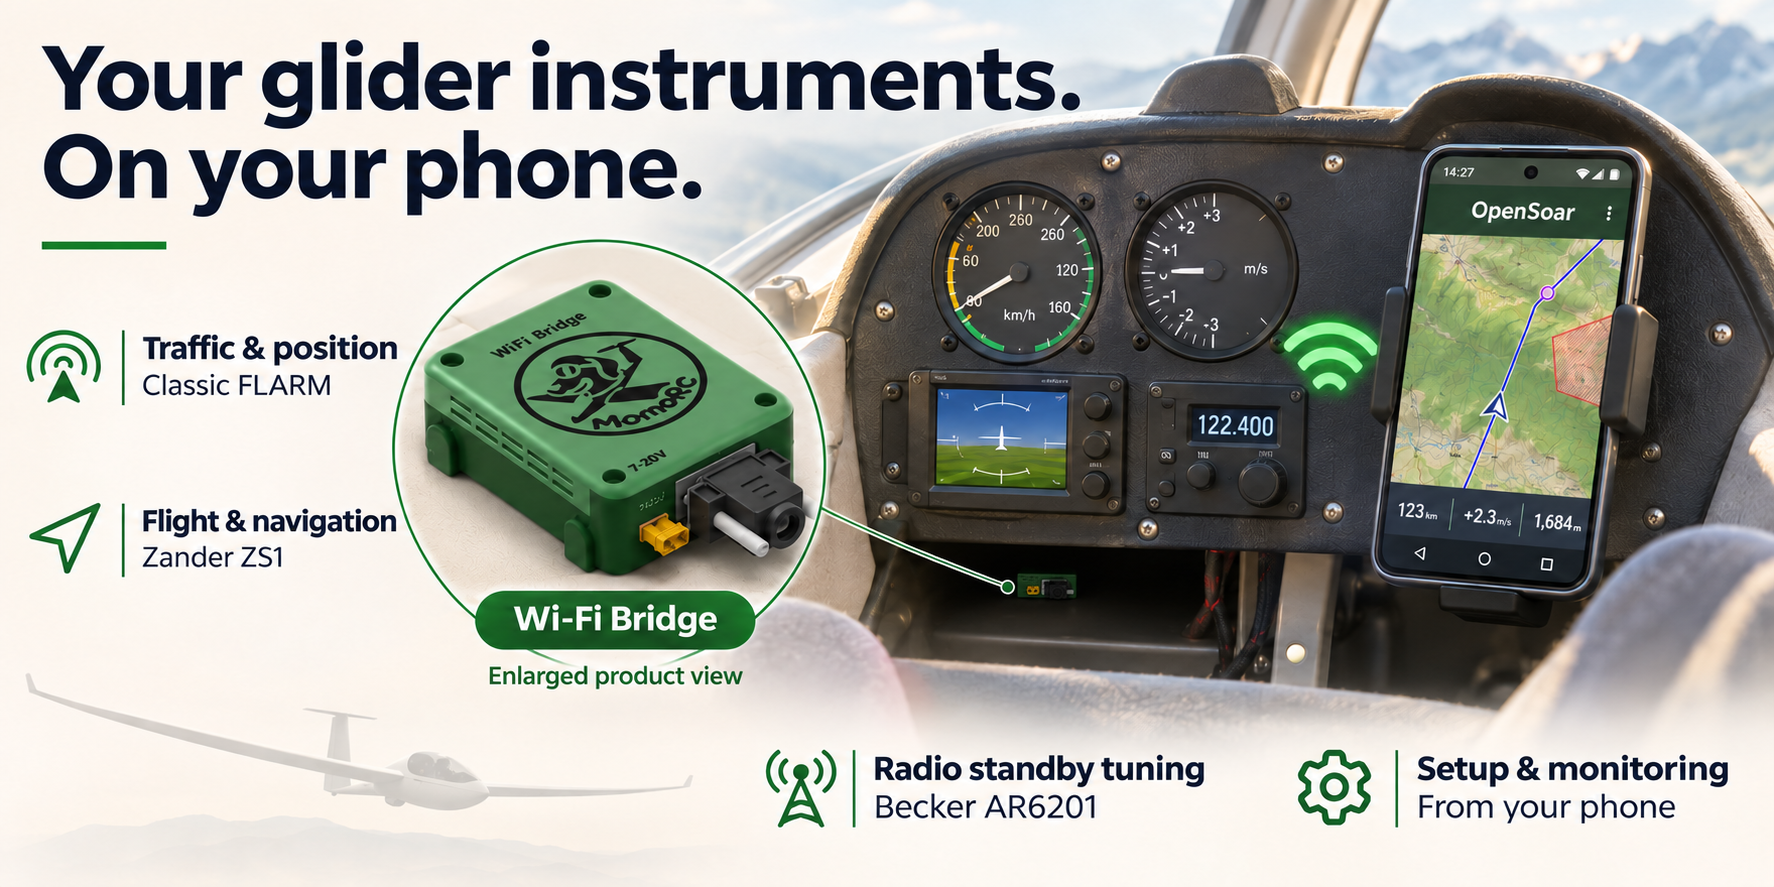 Your glider instruments.
On your phone.
Traffic & position
Classic FLARM
Flight & navigation
Zander ZS1
WiFi Bridge
MomoRC
7-20V
Wi-Fi Bridge
Enlarged product view
200
260
260
60
120
80
160
km/h
+3
+2
+1
0
-1
-2
-3
m/s
122.400
14:27
OpenSoar
123 km
+2.3 m/s
1,684 m
Radio standby tuning
Becker AR6201
Setup & monitoring
From your phone